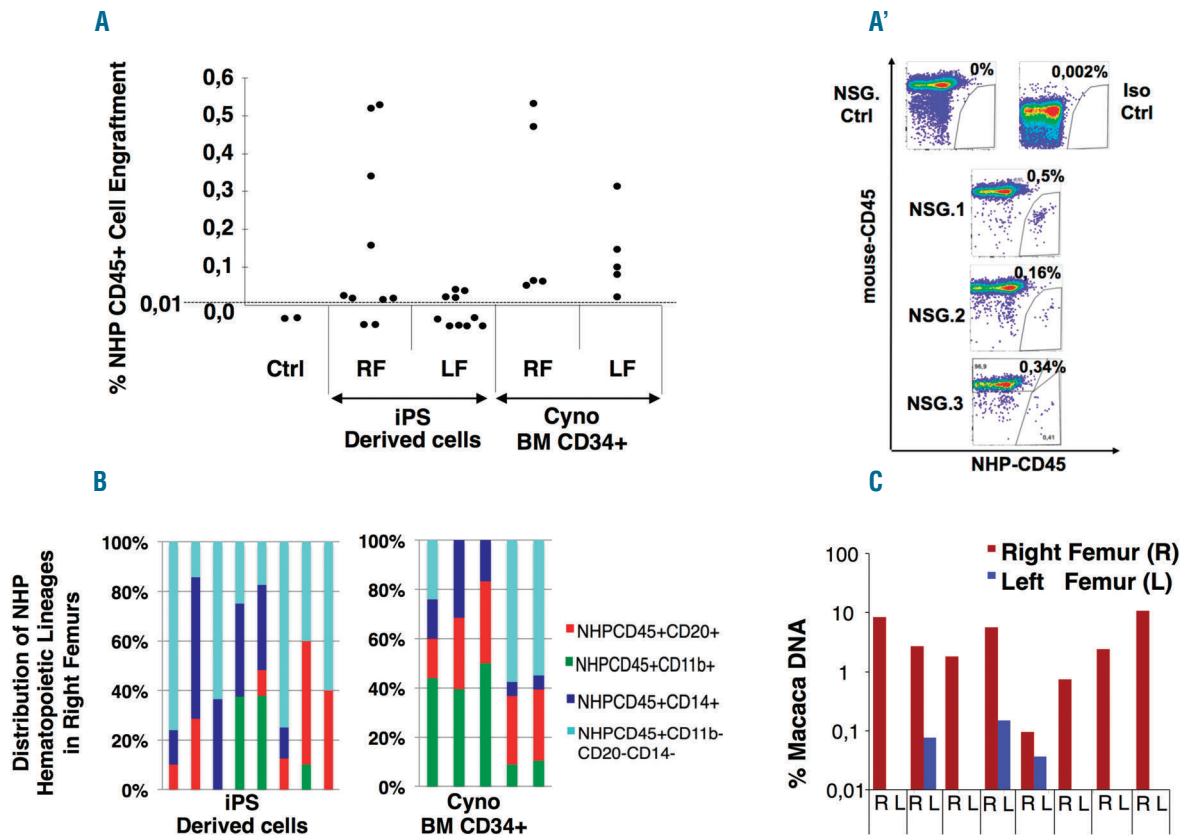 A
% NHP CD45+ Cell Engraftment
0,6
0,5
0,4
0,3
0,2
0,1
0,01
0,0
Ctrl RF LF RF LF
iPS
Derived cells
Cyno
BM CD34+
A'
mouse-CD45
NSG.
Ctrl
0%
0,002%
Iso
Ctrl
NSG.1
0,5%
NSG.2
0,16%
NSG.3
0,34%
96,9
0,41
NHP-CD45
B
Distribution of NHP
Hematopoietic Lineages
in Right Femurs
100%
80%
60%
40%
20%
0%
iPS
Derived cells
100%
80%
60%
40%
20%
0%
Cyno
BM CD34+
NHPCD45+CD20+
NHPCD45+CD11b+
NHPCD45+CD14+
NHPCD45+CD11b-
CD20-CD14-
C
% Macaca DNA
Right Femur (R)
Left Femur (L)
100
10
1
0,1
0,01
R L R L R L R L R L R L R L R L